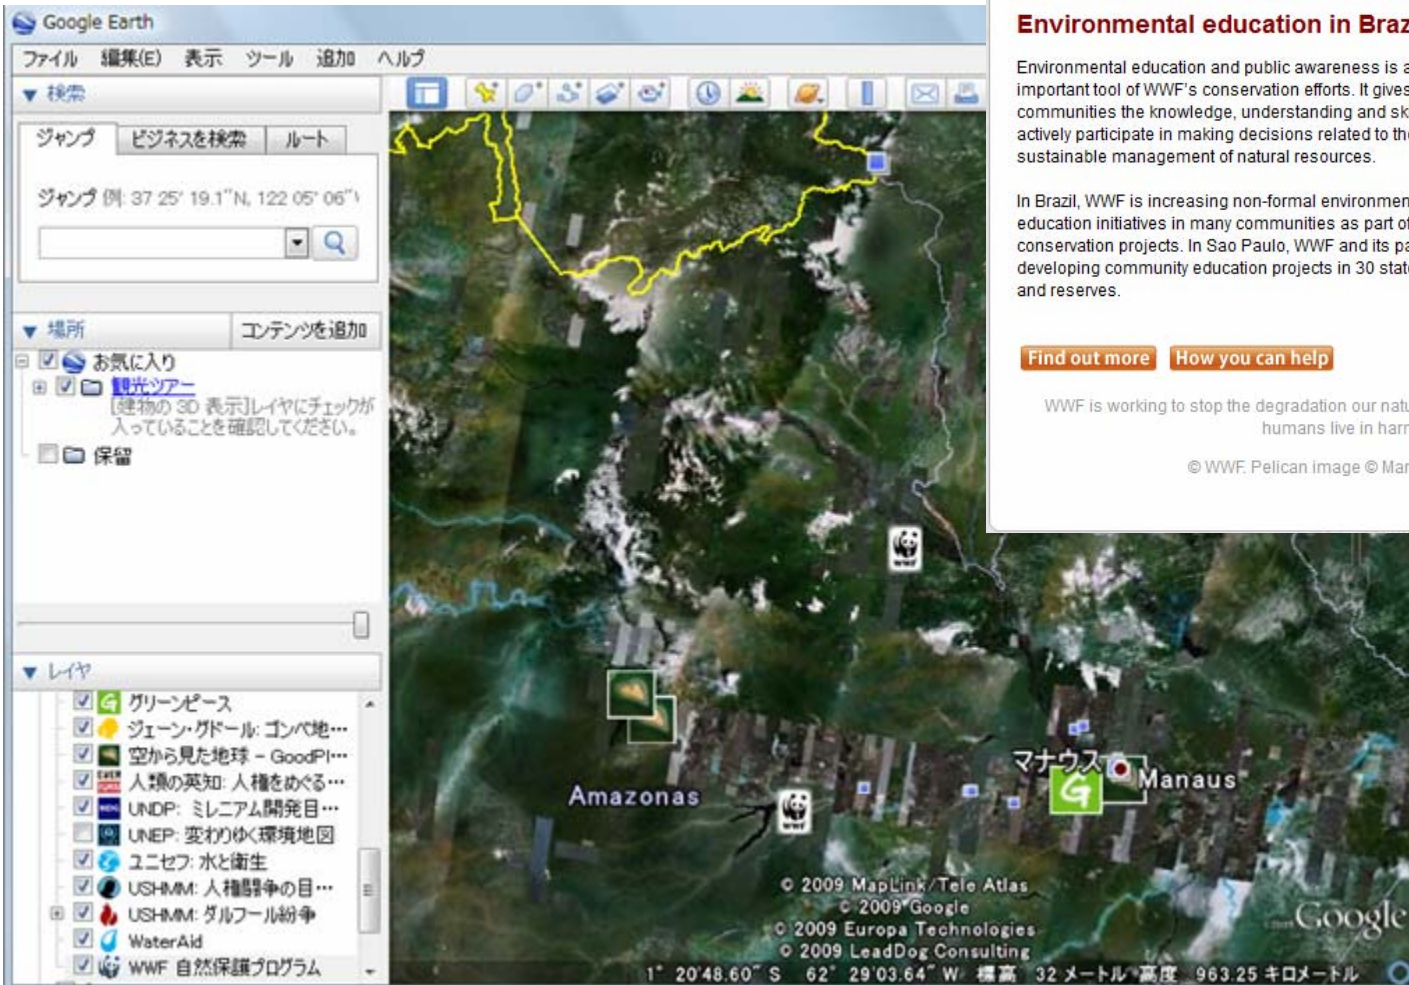 Google Earth
ファイル 編集(E) 表示 ツール 追加 ヘルプ
▼ 検索
ジャンプ ビジネスを検索 ルート
ジャンプ 例: 37 25' 19.1"N, 122 05' 06"
▼ 場所 コンテンツを追加
お気に入り
観光ツアー
[建物の 3D 表示]レイヤにチェックが
入っていることを確認してください。
保留
▼ レイヤ
グリーンピース
ジェーン・グドール: ゴンベ地…
空から見た地球 - GoodPl…
人類の英知: 人権をめぐる…
UNDP: ミレニアム開発目…
UNEP: 変わりゆく環境地図
ユニセフ: 水と衛生
USHMM: 人権闘争の目…
USHMM: ダルフール紛争
WaterAid
WWF 自然保護プログラム
Environmental education in Braz
Environmental education and public awareness is a
important tool of WWF's conservation efforts. It gives
communities the knowledge, understanding and sk
actively participate in making decisions related to the
sustainable management of natural resources.
In Brazil, WWF is increasing non-formal environmen
education initiatives in many communities as part of
conservation projects. In Sao Paulo, WWF and its pa
developing community education projects in 30 state
and reserves.
Find out more How you can help
WWF is working to stop the degradation our natu
humans live in harm
© WWF. Pelican image © Mar
WWF
マナウス
Manaus
Amazonas
WWF
© 2009 MapLink/Tele Atlas
© 2009 Google
© 2009 Europa Technologies
© 2009 LeadDog Consulting
Google
1° 20'48.60" S 62° 29'03.64" W 標高 32 メートル 高度 963.25 キロメートル